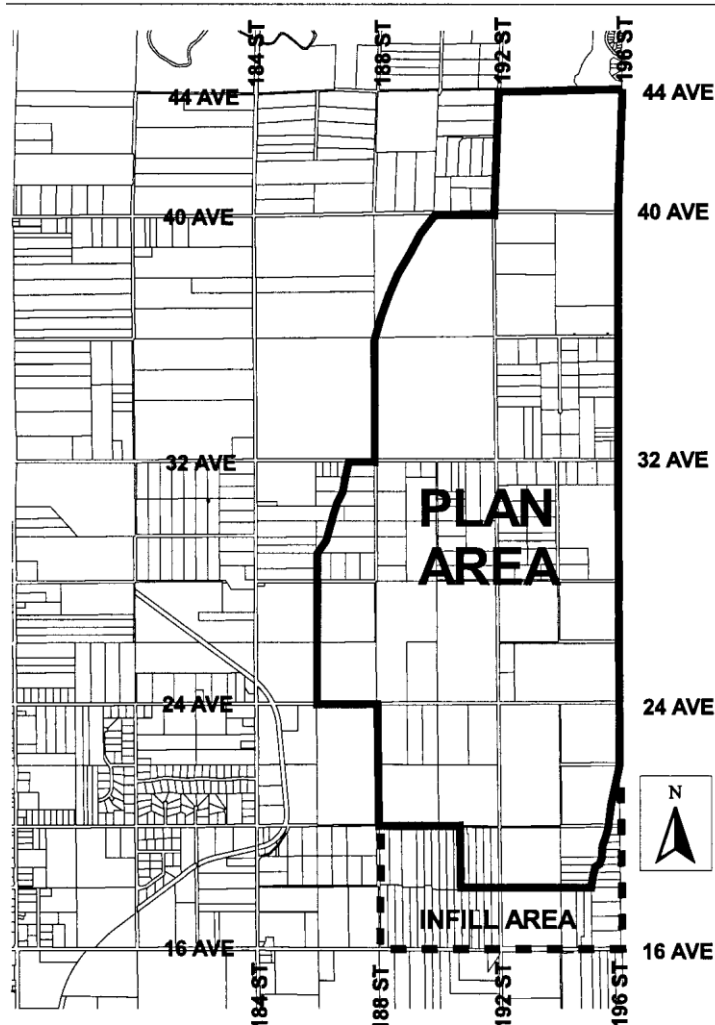 184 ST
188 ST
192 ST
196 ST
44 AVE
44 AVE
40 AVE
40 AVE
32 AVE
32 AVE
PLAN
AREA
24 AVE
24 AVE
N
INFILL AREA
16 AVE
16 AVE
184 ST
188 ST
192 ST
196 ST